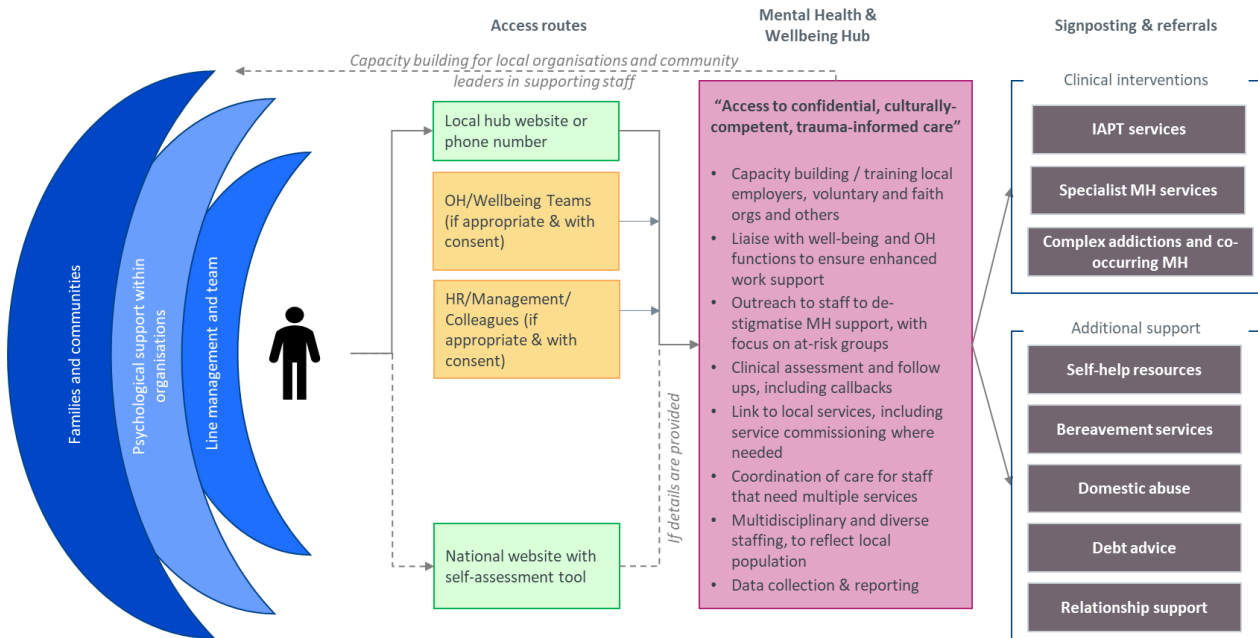 Access routes
Mental Health &
Wellbeing Hub
Signposting & referrals
Capacity building for local organisations and community
leaders in supporting staff
Families and communities
Psychological support within
organisations
Line management and team
Local hub website or
phone number
OH/Wellbeing Teams
(if appropriate & with
consent)
HR/Management/
Colleagues (if
appropriate & with
consent)
National website with
self-assessment tool
If details are provided
“Access to confidential, culturally-
competent, trauma-informed care”
• Capacity building / training local
employers, voluntary and faith
orgs and others
• Liaise with well-being and OH
functions to ensure enhanced
work support
• Outreach to staff to de-
stigmatise MH support, with
focus on at-risk groups
• Clinical assessment and follow
ups, including callbacks
• Link to local services, including
service commissioning where
needed
• Coordination of care for staff
that need multiple services
• Multidisciplinary and diverse
staffing, to reflect local
population
• Data collection & reporting
Clinical interventions
IAPT services
Specialist MH services
Complex addictions and co-
occurring MH
Additional support
Self-help resources
Bereavement services
Domestic abuse
Debt advice
Relationship support